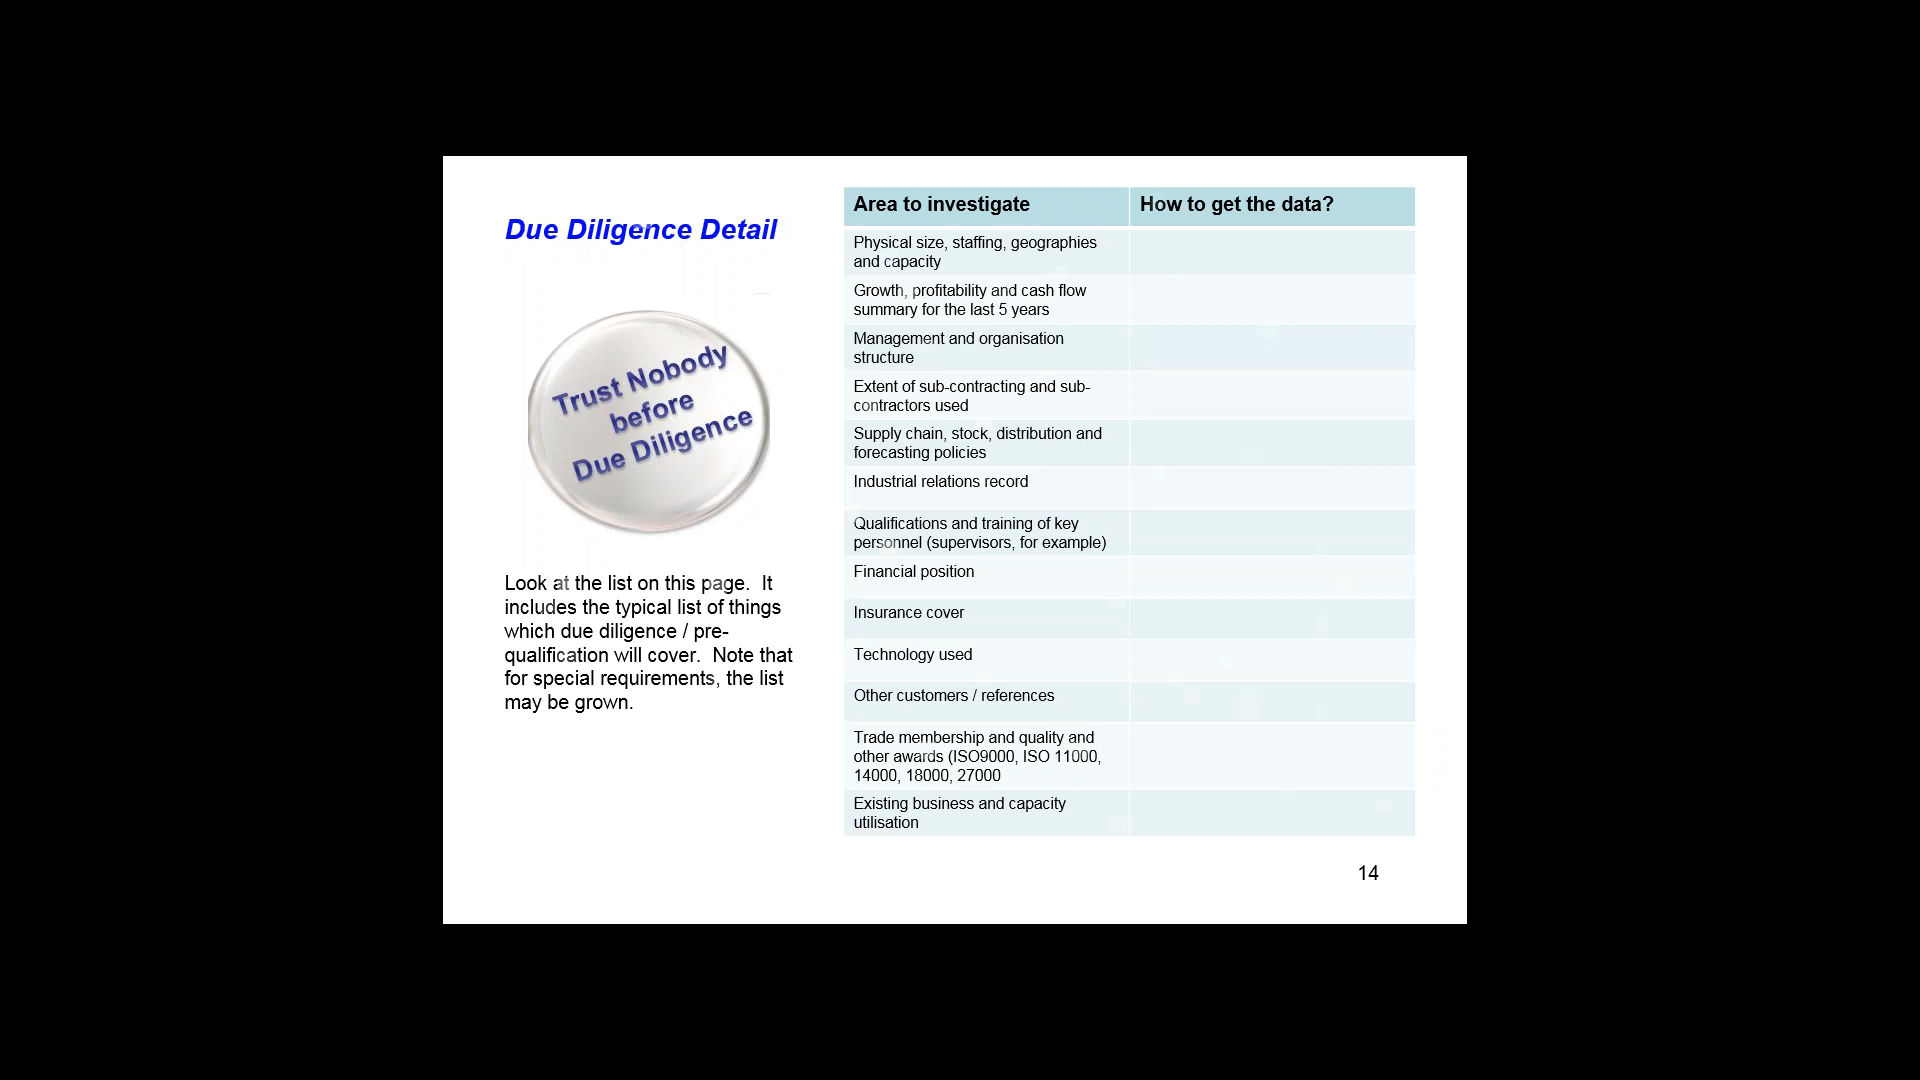 Due Diligence Detail
Trust Nobody
before
Due Diligence
Look at the list on this page.  It
includes the typical list of things
which due diligence / pre-
qualification will cover.  Note that
for special requirements, the list
may be grown.
Area to investigate
How to get the data?
Physical size, staffing, geographies
and capacity
Growth, profitability and cash flow
summary for the last 5 years
Management and organisation
structure
Extent of sub-contracting and sub-
contractors used
Supply chain, stock, distribution and
forecasting policies
Industrial relations record
Qualifications and training of key
personnel (supervisors, for example)
Financial position
Insurance cover
Technology used
Other customers / references
Trade membership and quality and
other awards (ISO9000, ISO 11000,
14000, 18000, 27000
Existing business and capacity
utilisation
14